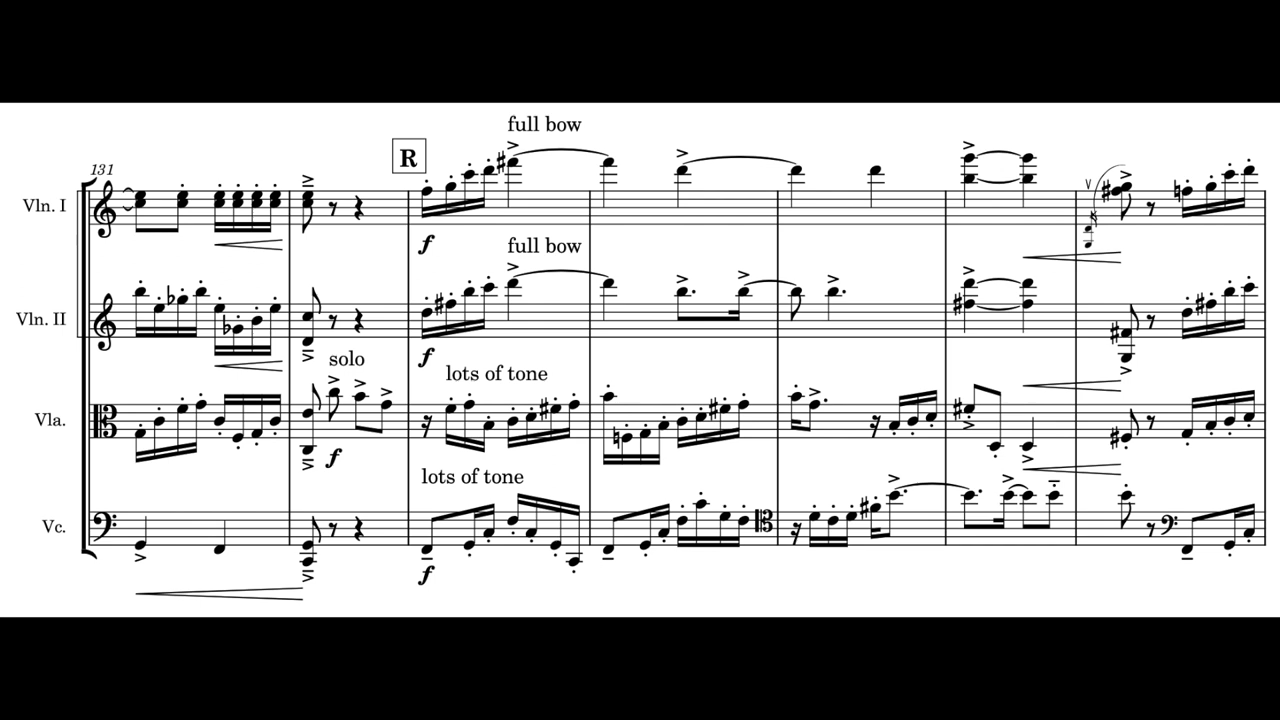 131
R
full bow
Vln. I
f
full bow
Vln. II
f
solo
lots of tone
Vla.
f
lots of tone
Vc.
f